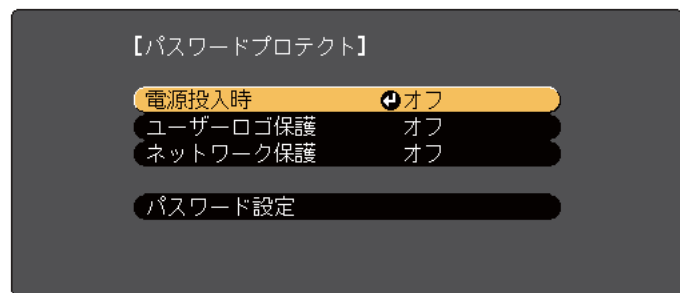 【パスワードプロテクト】
電源投入時 オフ
ユーザーロゴ保護 オフ
ネットワーク保護 オフ
パスワード設定